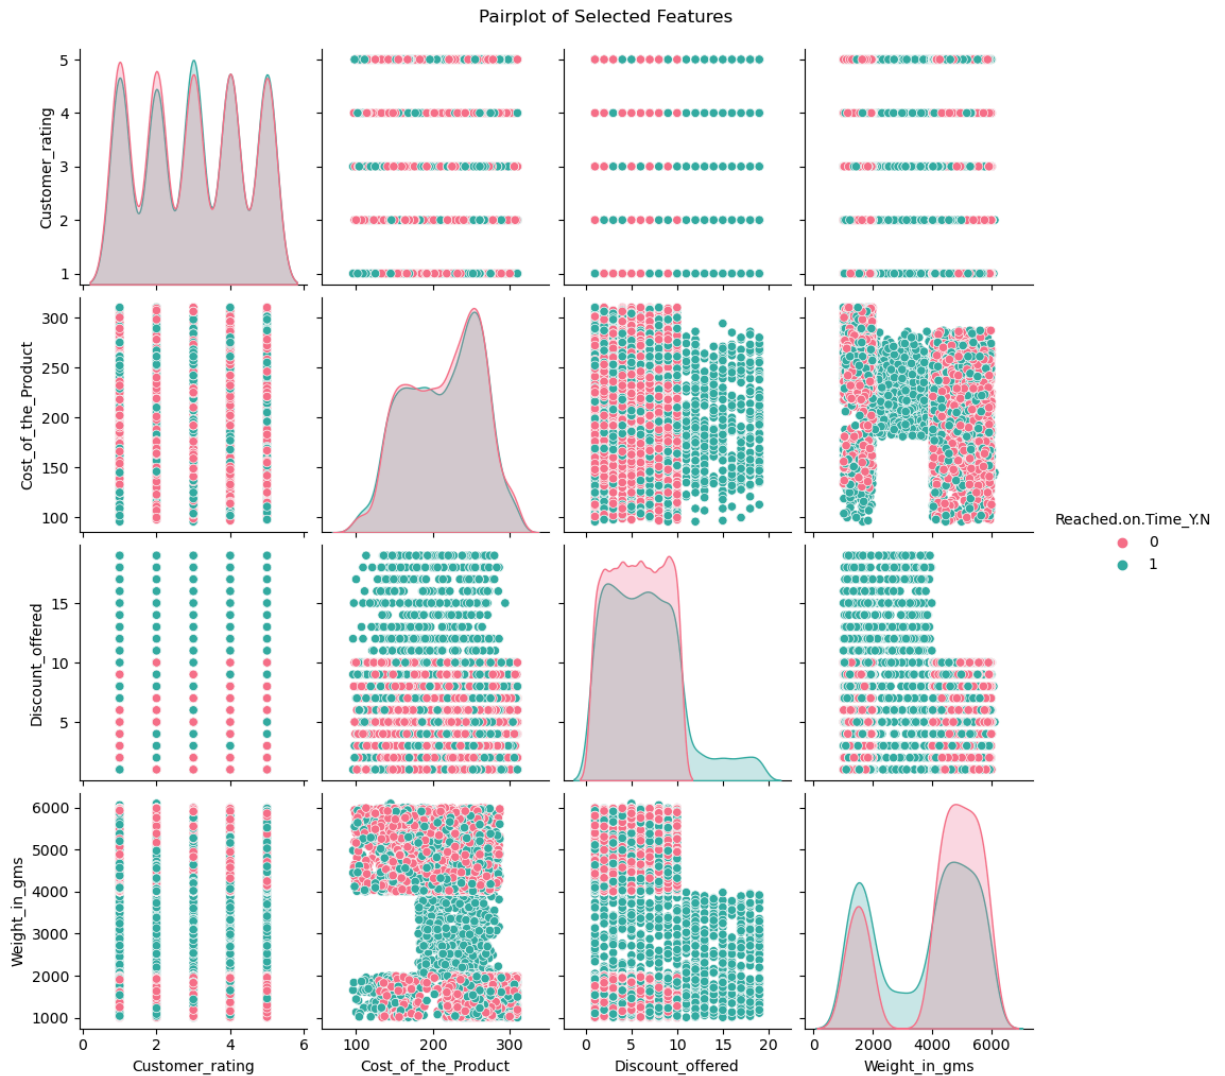 Pairplot of Selected Features
Customer_rating
5
4
3
2
1
Cost_of_the_Product
300
250
200
150
100
Reached.on.Time_Y.N
0
1
Discount_offered
15
10
5
Weight_in_gms
6000
5000
4000
3000
2000
1000
0 2 4 6
100 200 300
0 5 10 15 20
0 2000 4000 6000
Customer_rating
Cost_of_the_Product
Discount_offered
Weight_in_gms